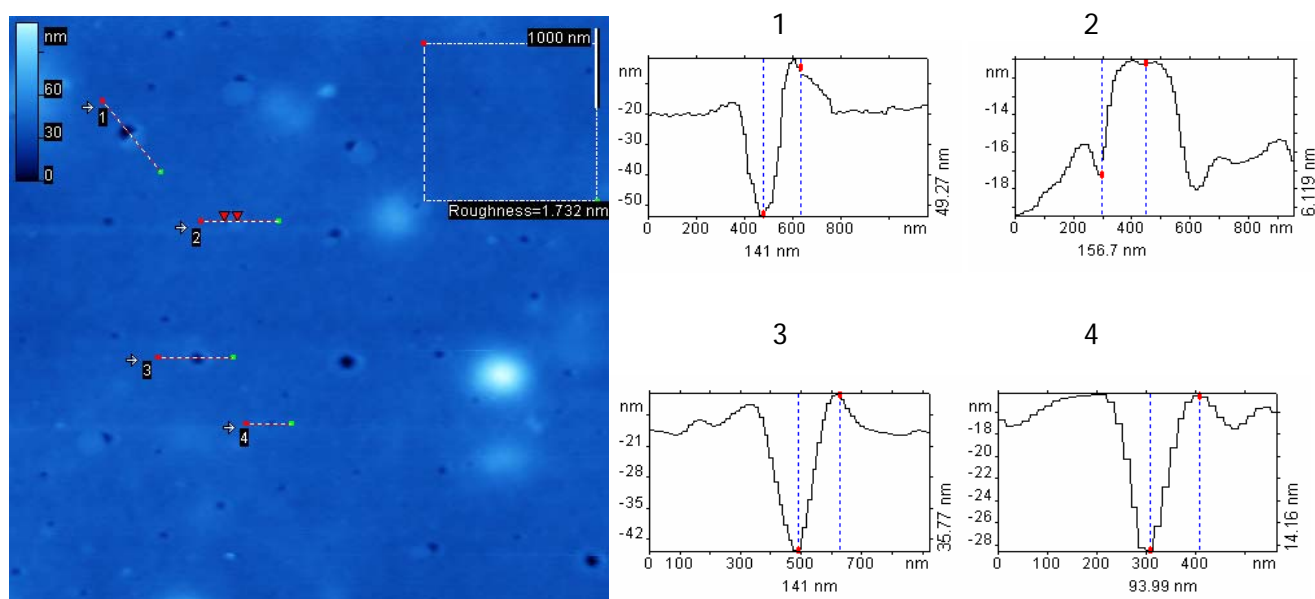 nm
60
30
0
1
2
3
4
1000 nm
Roughness=1.732 nm
1
nm
-20
-30
-40
-50
0 200 400 600 800 nm
141 nm
49.27 nm
2
nm
-14
-16
-18
0 200 400 600 800 nm
156.7 nm
6.119 nm
3
nm
-21
-28
-35
-42
0 100 300 500 700 nm
141 nm
35.77 nm
4
nm
-18
-20
-22
-24
-26
-28
0 100 200 300 400 nm
93.99 nm
14.16 nm